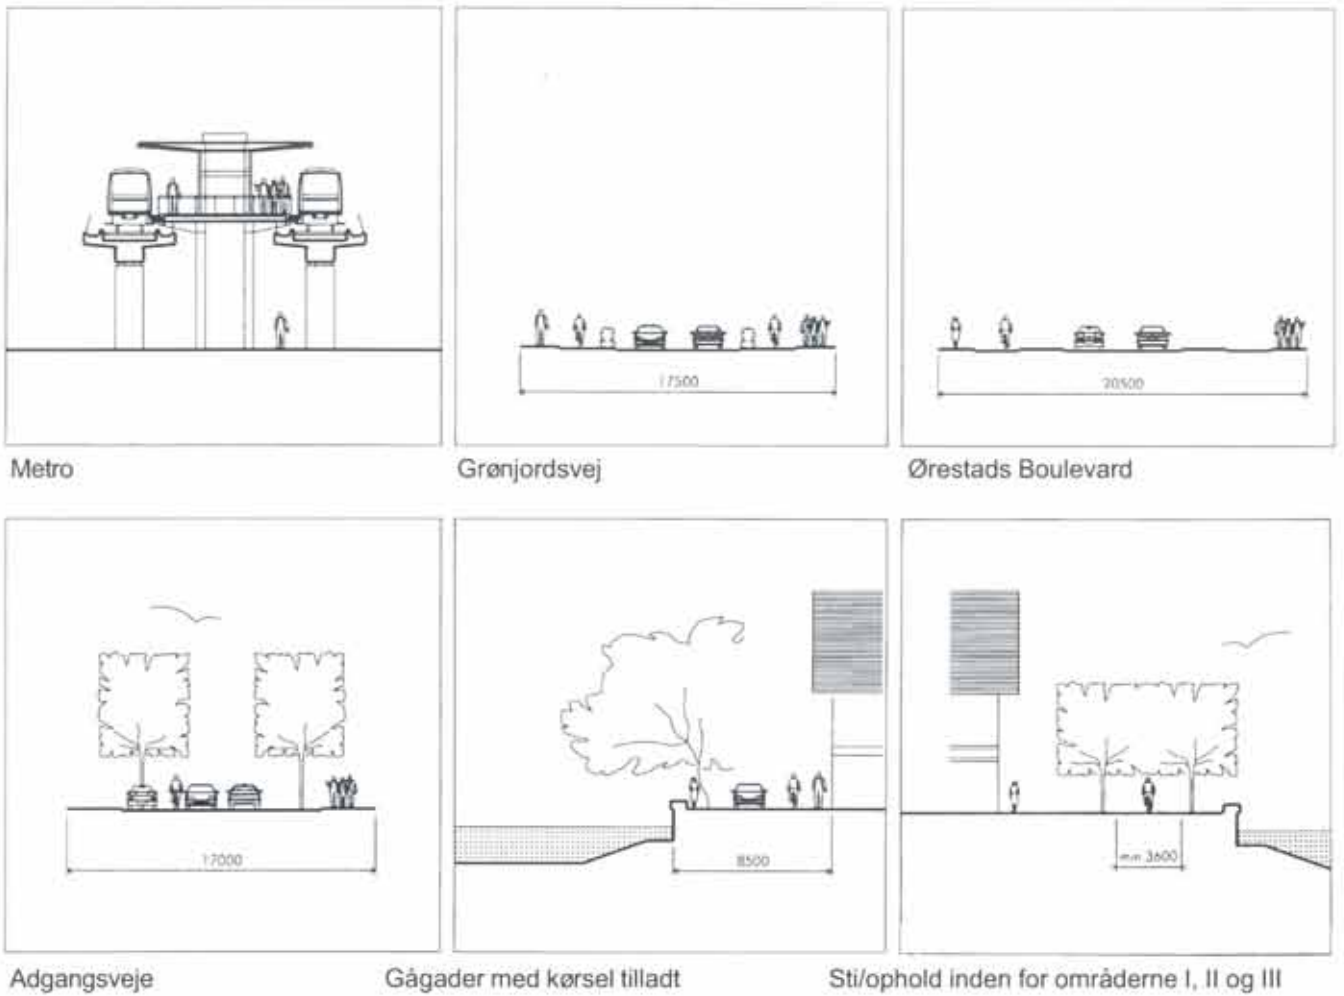 17500
20500
Metro
Grønjordsvej
Ørestads Boulevard
17000
8500
min 3600
Adgangsveje
Gågader med kørsel tilladt
Sti/ophold inden for områderne I, II og III